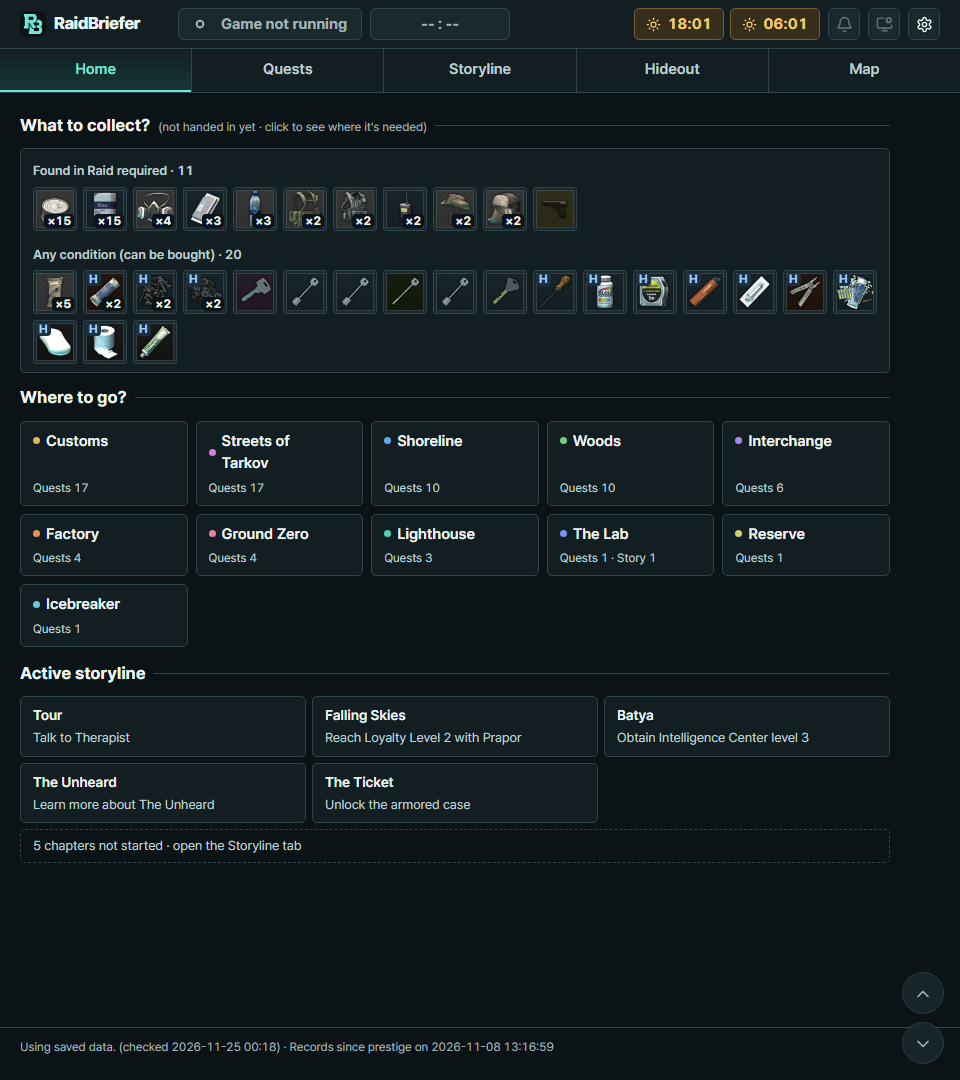 RB RaidBriefer
Game not running
-- : --
18:01
06:01
Home
Quests
Storyline
Hideout
Map
What to collect? (not handed in yet · click to see where it's needed)
Found in Raid required · 11
×15
×15
×4
×3
×3
×2
×2
×2
×2
×2
Any condition (can be bought) · 20
×5
H ×2
H ×2
H ×2
H
H
H
H
H
H
H
H
H
H
Where to go?
Customs
Quests 17
Streets of
Tarkov
Quests 17
Shoreline
Quests 10
Woods
Quests 10
Interchange
Quests 6
Factory
Quests 4
Ground Zero
Quests 4
Lighthouse
Quests 3
The Lab
Quests 1 · Story 1
Reserve
Quests 1
Icebreaker
Quests 1
Active storyline
Tour
Talk to Therapist
Falling Skies
Reach Loyalty Level 2 with Prapor
Batya
Obtain Intelligence Center level 3
The Unheard
Learn more about The Unheard
The Ticket
Unlock the armored case
5 chapters not started · open the Storyline tab
Using saved data. (checked 2026-11-25 00:18) · Records since prestige on 2026-11-08 13:16:59